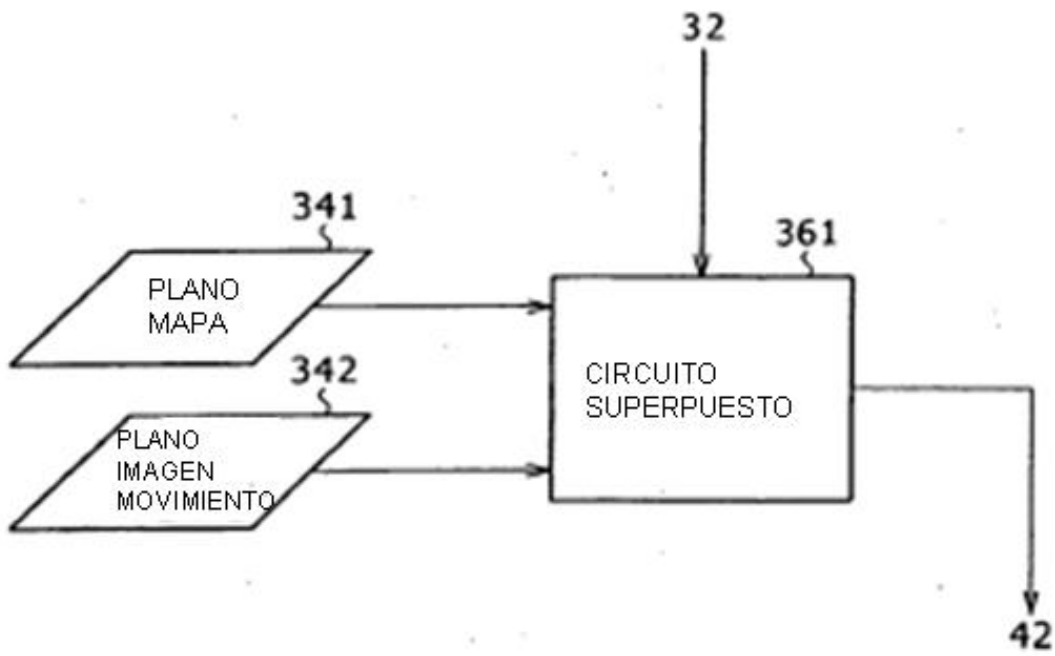 32
341
361
PLANO
MAPA
342
CIRCUITO
SUPERPUESTO
PLANO
IMAGEN
MOVIMIENTO
42